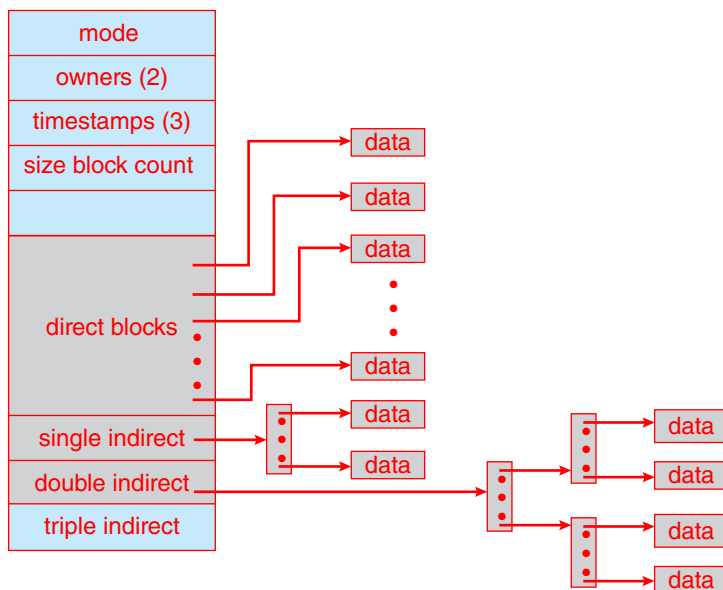 mode
owners (2)
timestamps (3)
size block count
direct blocks
single indirect
double indirect
triple indirect
data
data
data
data
data
data
data
data
data
data